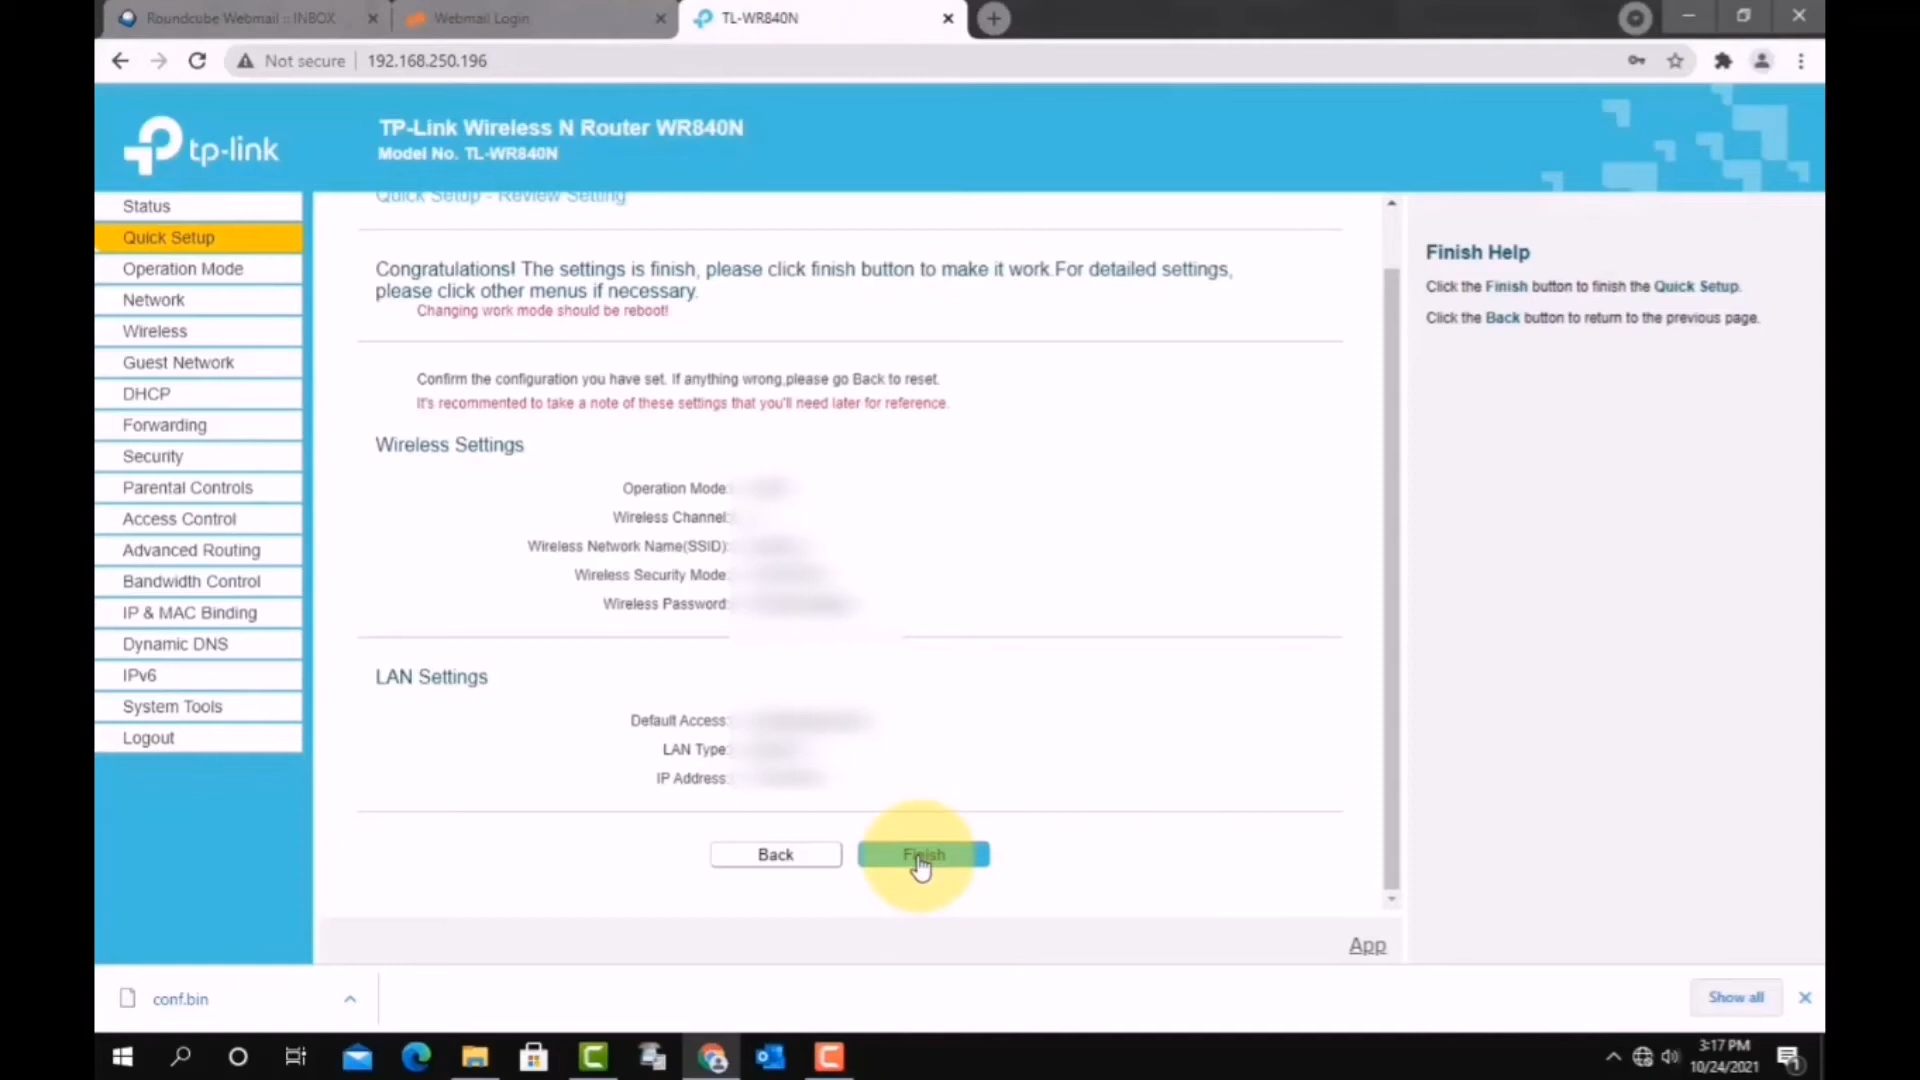 Roundcube Webmail :: INBOX
Webmail Login
TL-WR840N
Not secure
192.168.250.196
tp-link
TP-Link Wireless N Router WR840N
Model No. TL-WR840N
Status
Quick Setup
Operation Mode
Network
Wireless
Guest Network
DHCP
Forwarding
Security
Parental Controls
Access Control
Advanced Routing
Bandwidth Control
IP & MAC Binding
Dynamic DNS
IPv6
System Tools
Logout
Quick Setup - Review Setting
Congratulations! The settings is finish, please click finish button to make it work.For detailed settings,
please click other menus if necessary.
Changing work mode should be reboot!
Confirm the configuration you have set. If anything wrong,please go Back to reset.
It's recommented to take a note of these settings that you'll need later for reference.
Wireless Settings
Operation Mode:
Wireless Channel:
Wireless Network Name(SSID):
Wireless Security Mode:
Wireless Password:
LAN Settings
Default Access:
LAN Type:
IP Address:
Back
Finish
App
Finish Help
Click the Finish button to finish the Quick Setup.
Click the Back button to return to the previous page.
conf.bin
Show all
3:17 PM
10/24/2021
1